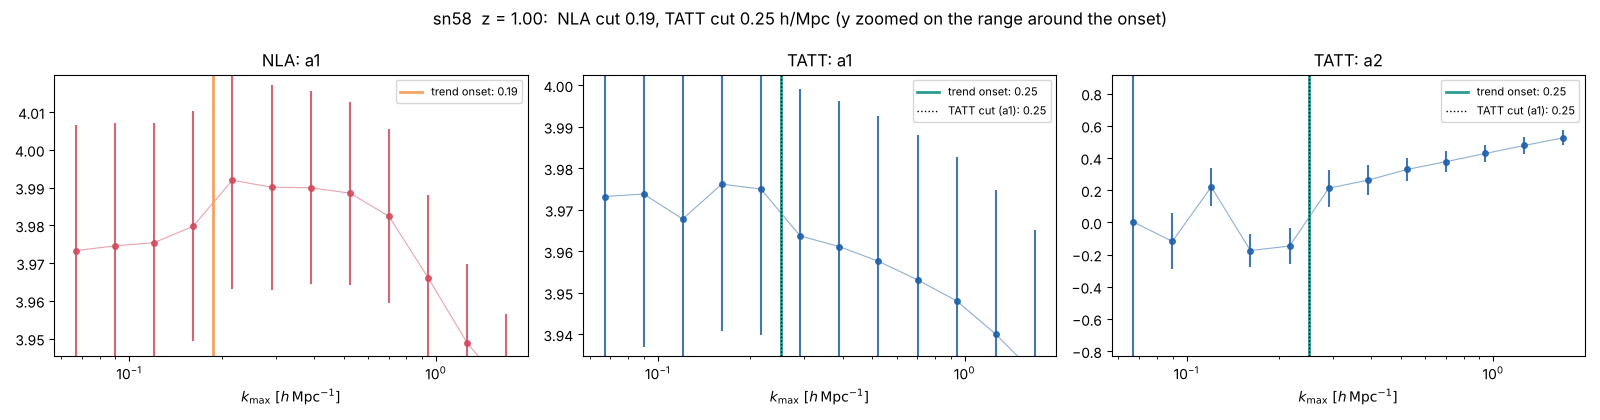 sn58 z = 1.00: NLA cut 0.19, TATT cut 0.25 h/Mpc (y zoomed on the range around the onset)
NLA: a1
trend onset: 0.19
4.01
4.00
3.99
3.98
3.97
3.96
3.95
10⁻¹
10⁰
k_max [h Mpc⁻¹]
TATT: a1
trend onset: 0.25
TATT cut (a1): 0.25
4.00
3.99
3.98
3.97
3.96
3.95
3.94
10⁻¹
10⁰
k_max [h Mpc⁻¹]
TATT: a2
trend onset: 0.25
TATT cut (a1): 0.25
0.8
0.6
0.4
0.2
0.0
−0.2
−0.4
−0.6
−0.8
10⁻¹
10⁰
k_max [h Mpc⁻¹]